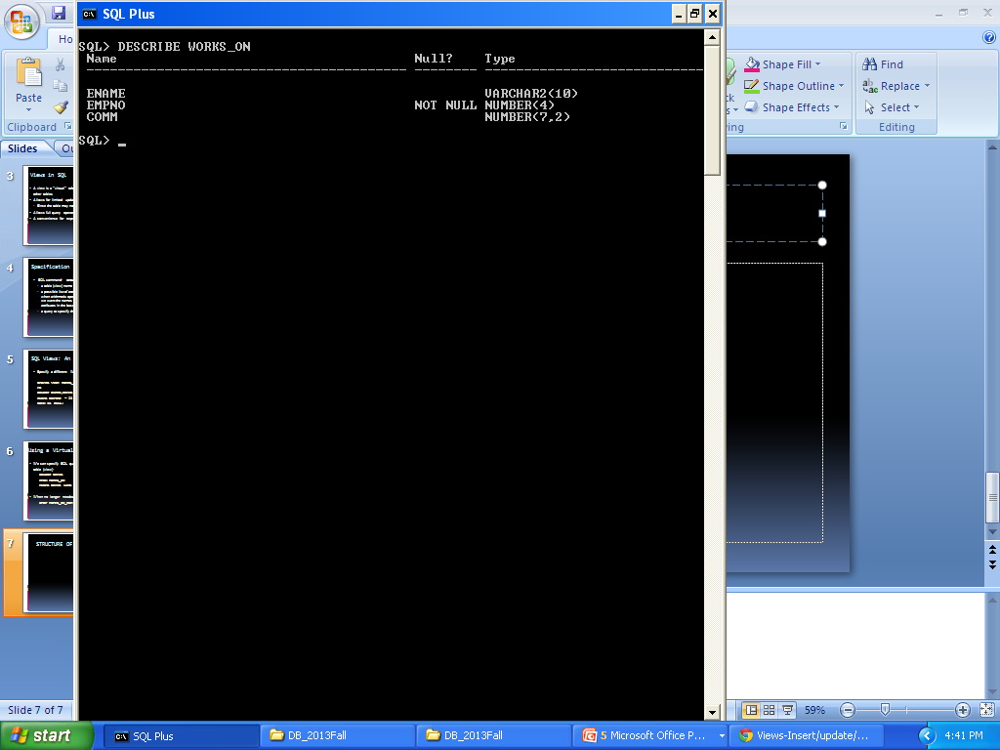 SQL Plus
SQL> DESCRIBE WORKS_ON
Name Null? Type
ENAME VARCHAR2(10)
EMPNO NOT NULL NUMBER(4)
COMM NUMBER(7,2)
SQL>
Ho
Paste
Clipboard
Shape Fill
Shape Outline
Shape Effects
ing
Find
Replace
Select
Editing
Slides
Ou
3
Views in SQL
4
Specification
5
SQL Views: An
6
Using a Virtual
7
STRUCTURE OF
Slide 7 of 7
59%
start
SQL Plus
DB_2013Fall
DB_2013Fall
5 Microsoft Office P...
Views-Insert/update/...
4:41 PM